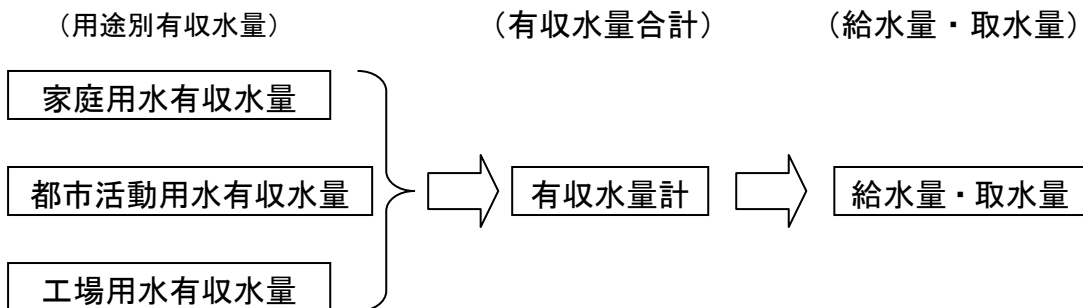 （用途別有収水量） （有収水量合計） （給水量・取水量）
家庭用水有収水量
都市活動用水有収水量 有収水量計 給水量・取水量
工場用水有収水量